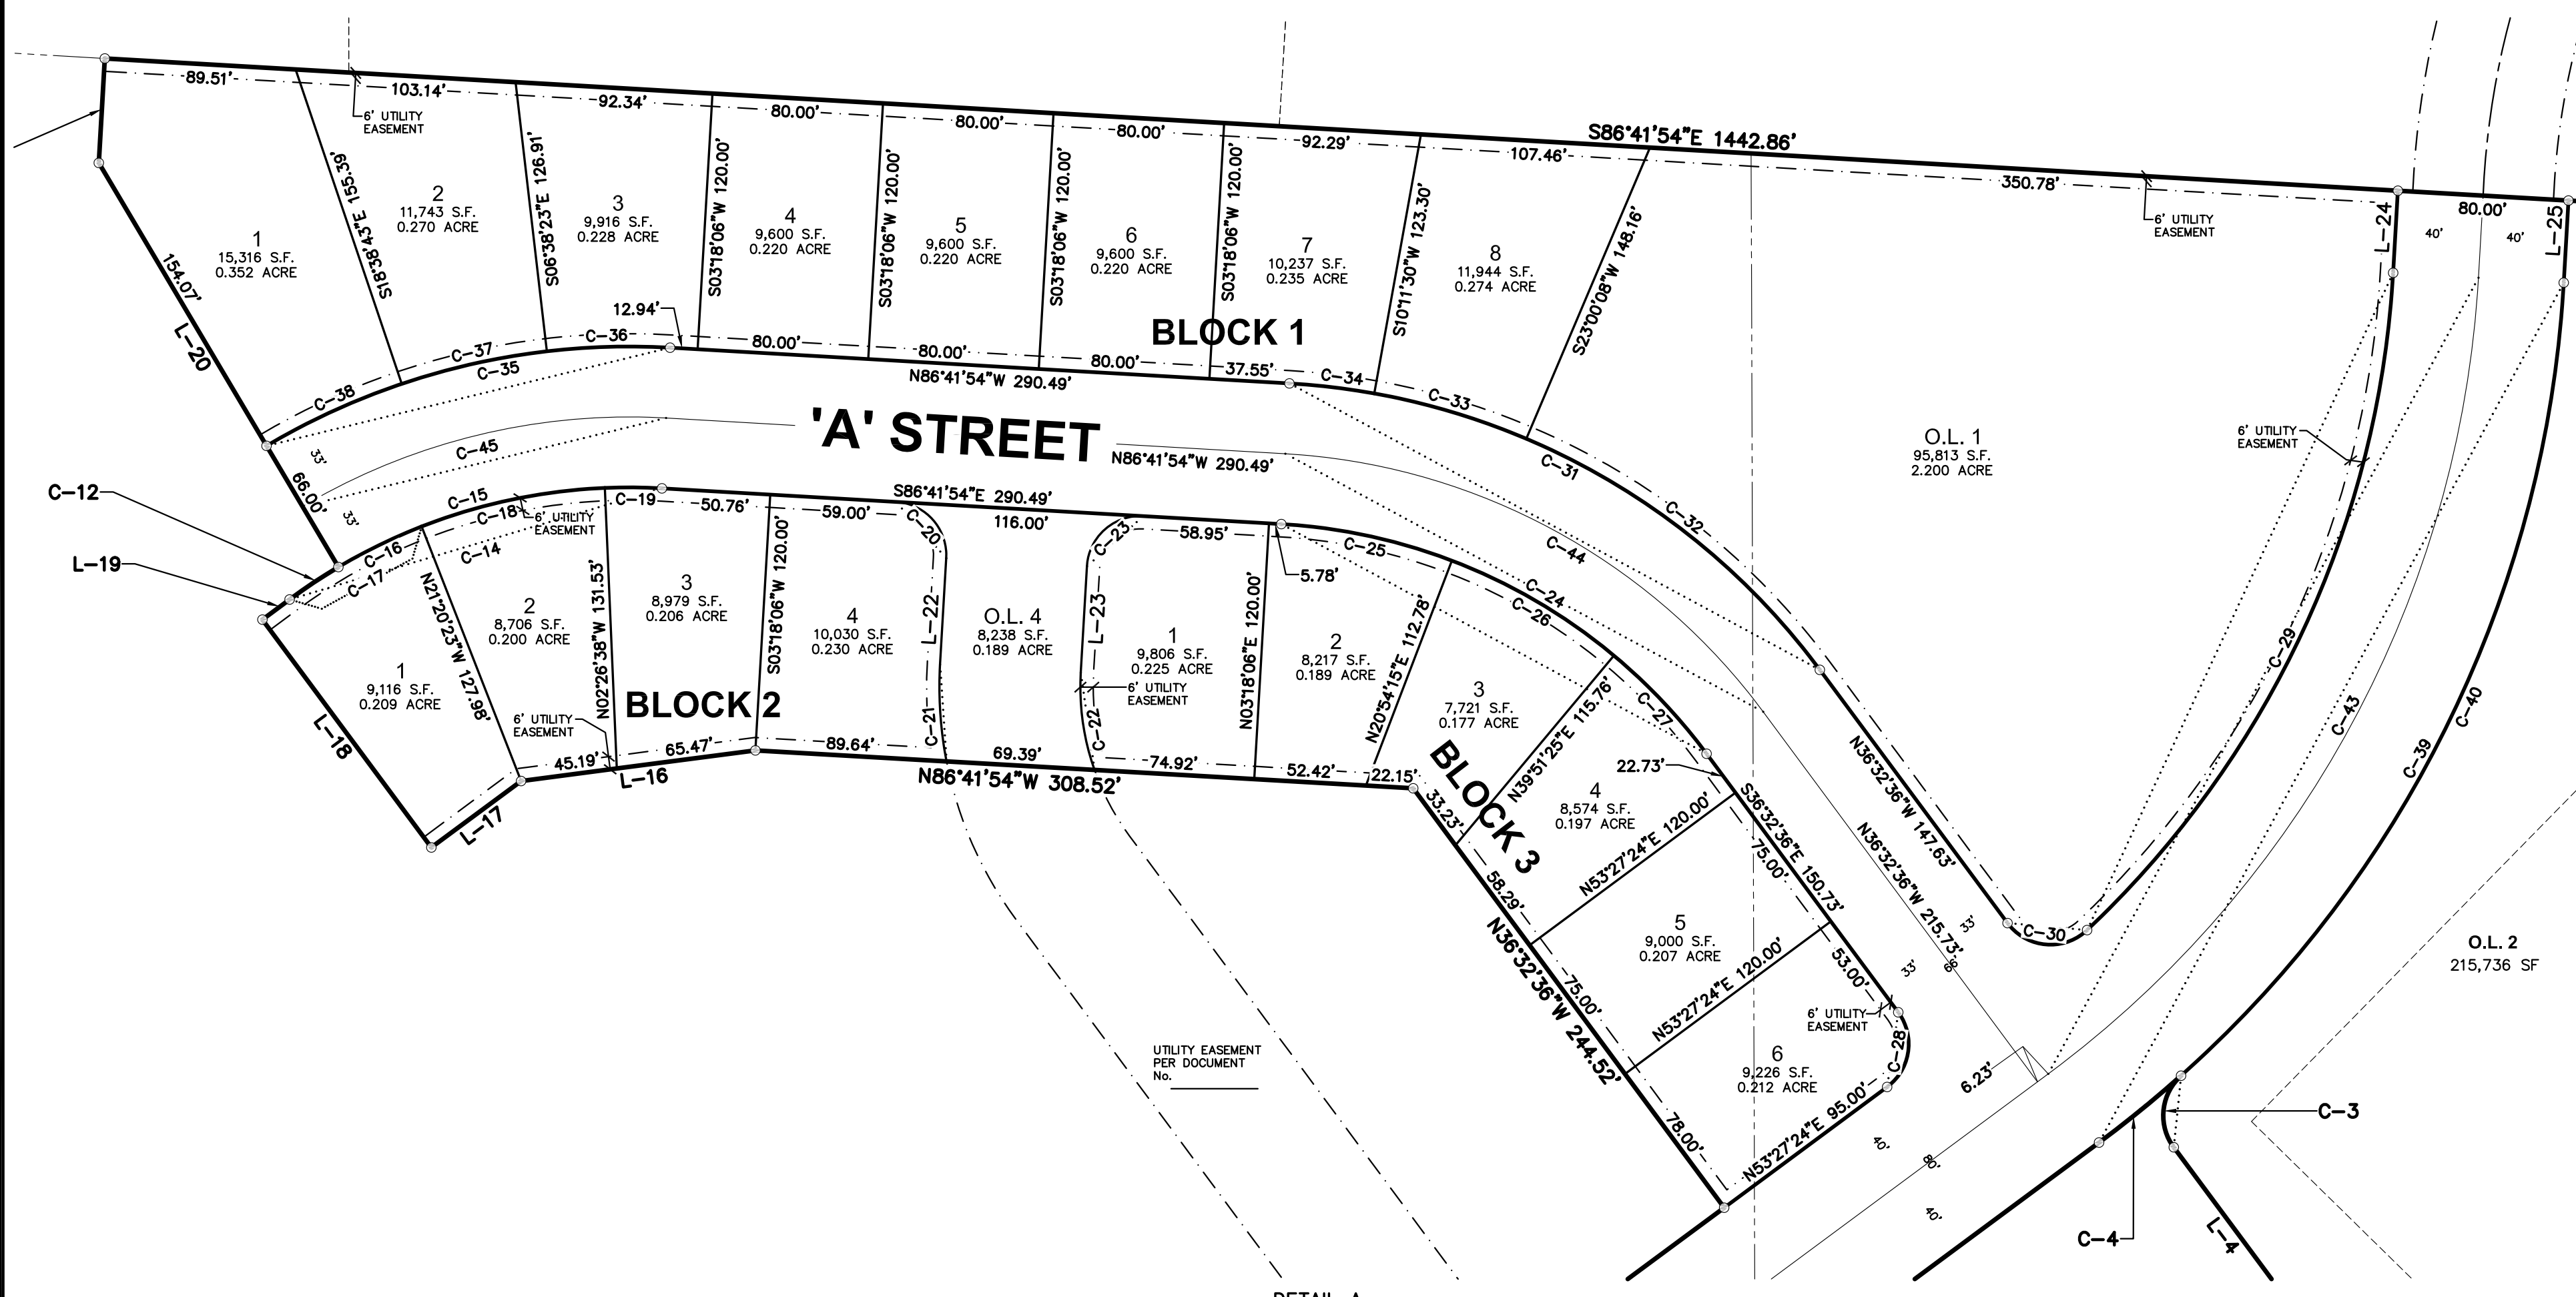 89.51'
103.14'
92.34'
80.00'
80.00'
80.00'
92.29'
107.46'
S86°41'54"E 1442.86'
350.78'
80.00'
L-24
L-25
40'
40'
6' UTILITY
EASEMENT
6' UTILITY
EASEMENT
1
15,316 S.F.
0.352 ACRE
S18°38'43"E 155.39'
2
11,743 S.F.
0.270 ACRE
S06°38'23"E 126.91'
3
9,916 S.F.
0.228 ACRE
S03°18'06"W 120.00'
4
9,600 S.F.
0.220 ACRE
S03°18'06"W 120.00'
5
9,600 S.F.
0.220 ACRE
S03°18'06"W 120.00'
6
9,600 S.F.
0.220 ACRE
S03°18'06"W 120.00'
7
10,237 S.F.
0.235 ACRE
S10°11'30"W 123.30'
8
11,944 S.F.
0.274 ACRE
S23°00'08"W 148.16'
154.07'
L-20
12.94'
BLOCK 1
C-38
C-37
C-36
C-35
80.00'
80.00'
80.00'
37.55'
C-34
C-33
N86°41'54"W 290.49'
'A' STREET
N86°41'54"W 290.49'
C-45
33'
66.00'
33'
C-31
C-32
C-44
O.L. 1
95,813 S.F.
2.200 ACRE
6' UTILITY
EASEMENT
C-12
L-19
C-15
C-16
C-17
C-18
C-14
C-19
6' UTILITY
EASEMENT
50.76'
S86°41'54"E 290.49'
59.00'
C-20
116.00'
C-23
58.95'
5.78'
C-25
C-24
C-26
C-27
1
9,116 S.F.
0.209 ACRE
N21°20'23"W 127.98'
2
8,706 S.F.
0.200 ACRE
N02°26'38"W 131.53'
3
8,979 S.F.
0.206 ACRE
S03°18'06"W 120.00'
4
10,030 S.F.
0.230 ACRE
L-22
O.L. 4
8,238 S.F.
0.189 ACRE
L-23
1
9,806 S.F.
0.225 ACRE
6' UTILITY
EASEMENT
N03°18'06"E 120.00'
2
8,217 S.F.
0.189 ACRE
N20°54'15"E 112.78'
3
7,721 S.F.
0.177 ACRE
N39°51'25"E 115.76'
BLOCK 2
6' UTILITY
EASEMENT
C-21
C-22
L-18
L-17
45.19'
65.47'
L-16
89.64'
69.39'
74.92'
52.42'
22.15'
N86°41'54"W 308.52'
BLOCK 3
33.23'
22.73'
4
8,574 S.F.
0.197 ACRE
N53°27'24"E 120.00'
58.29'
S36°32'36"E 150.73'
75.00'
5
9,000 S.F.
0.207 ACRE
N53°27'24"E 120.00'
75.00'
N36°32'36"W 244.52'
53.00'
6' UTILITY
EASEMENT
6
9,226 S.F.
0.212 ACRE
C-28
78.00'
N53°27'24"E 95.00'
N36°32'36"W 147.63'
N36°32'36"W 215.73'
33'
66'
33'
C-30
C-29
C-43
C-40
C-39
O.L. 2
215,736 SF
6.23'
40'
80'
40'
C-3
C-4
L-4
UTILITY EASEMENT
PER DOCUMENT
No.
DETAIL A